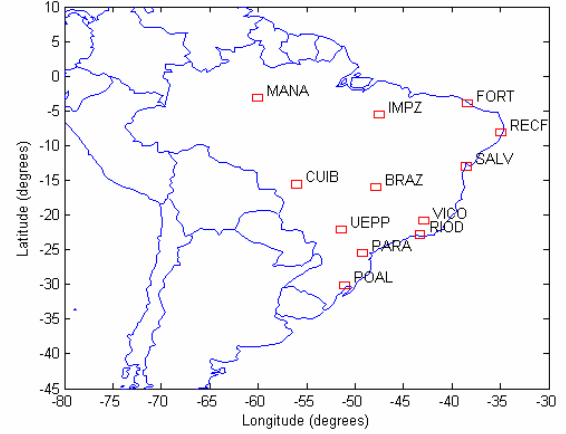 10
5
0
-5
-10
-15
-20
-25
-30
-35
-40
-45
Latitude (degrees)
MANA
IMPZ
FORT
RECF
SALV
CUIB
BRAZ
UEPP
VICO
RIOD
PARA
POAL
-80 -75 -70 -65 -60 -55 -50 -45 -40 -35 -30
Longitude (degrees)